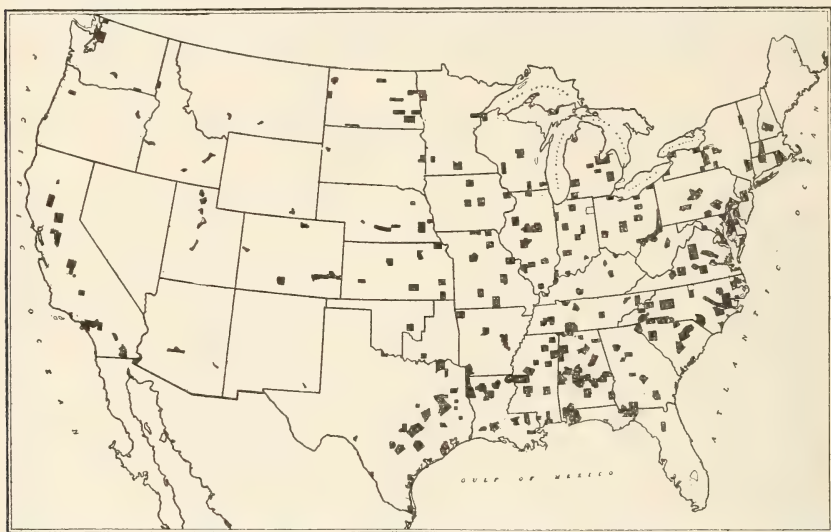 PACIFIC
OCEAN
ATLANTIC
OCEAN
GULF OF MEXICO